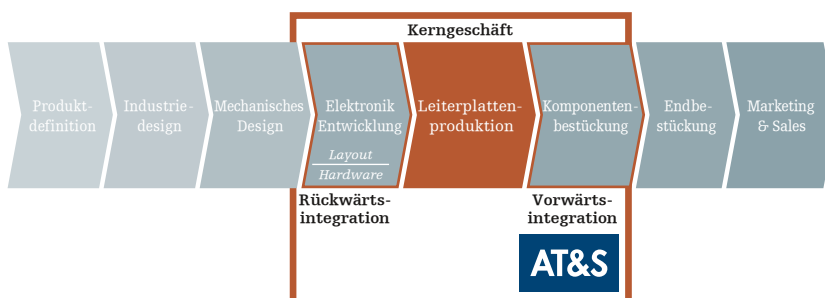 Kerngeschäft
Produkt-
definition
Industrie-
design
Mechanisches
Design
Elektronik
Entwicklung
Layout
Hardware
Leiterplatten-
produktion
Komponenten-
bestückung
Endbe-
stückung
Marketing
& Sales
Rückwärts-
integration
Vorwärts-
integration
AT&S